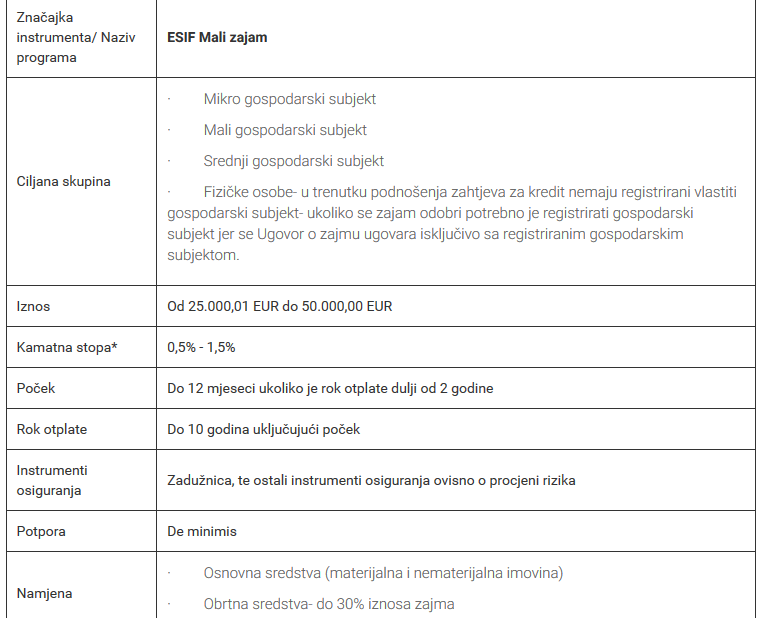 Značajka
instrumenta/ Naziv
programa
ESIF Mali zajam
Ciljana skupina
· Mikro gospodarski subjekt
· Mali gospodarski subjekt
· Srednji gospodarski subjekt
· Fizičke osobe- u trenutku podnošenja zahtjeva za kredit nemaju registrirani vlastiti
gospodarski subjekt- ukoliko se zajam odobri potrebno je registrirati gospodarski
subjekt jer se Ugovor o zajmu ugovara isključivo sa registriranim gospodarskim
subjektom.
Iznos
Od 25.000,01 EUR do 50.000,00 EUR
Kamatna stopa*
0,5% - 1,5%
Poček
Do 12 mjeseci ukoliko je rok otplate dulji od 2 godine
Rok otplate
Do 10 godina uključujući poček
Instrumenti
osiguranja
Zadužnica, te ostali instrumenti osiguranja ovisno o procjeni rizika
Potpora
De minimis
Namjena
· Osnovna sredstva (materijalna i nematerijalna imovina)
· Obrtna sredstva- do 30% iznosa zajma